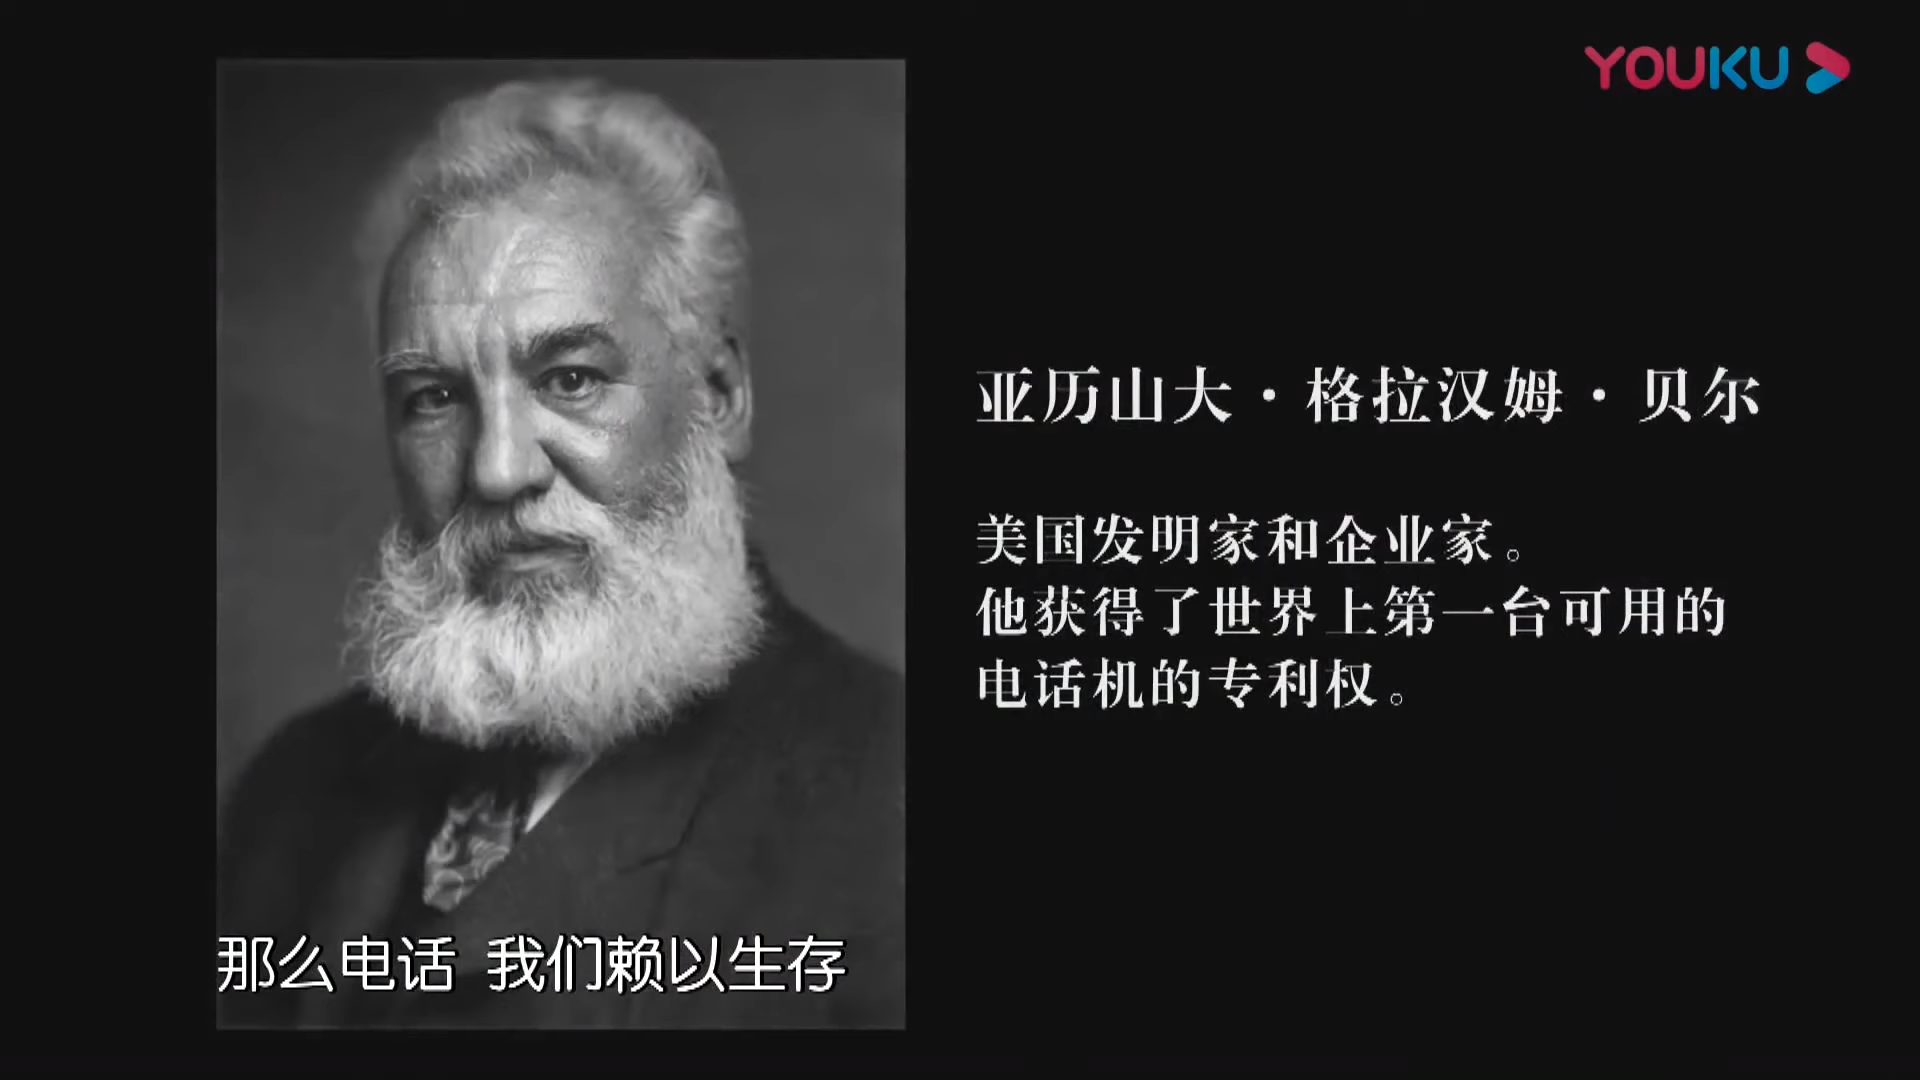 YOUKU
亚历山大·格拉汉姆·贝尔
美国发明家和企业家。
他获得了世界上第一台可用的
电话机的专利权。
那么电话 我们赖以生存